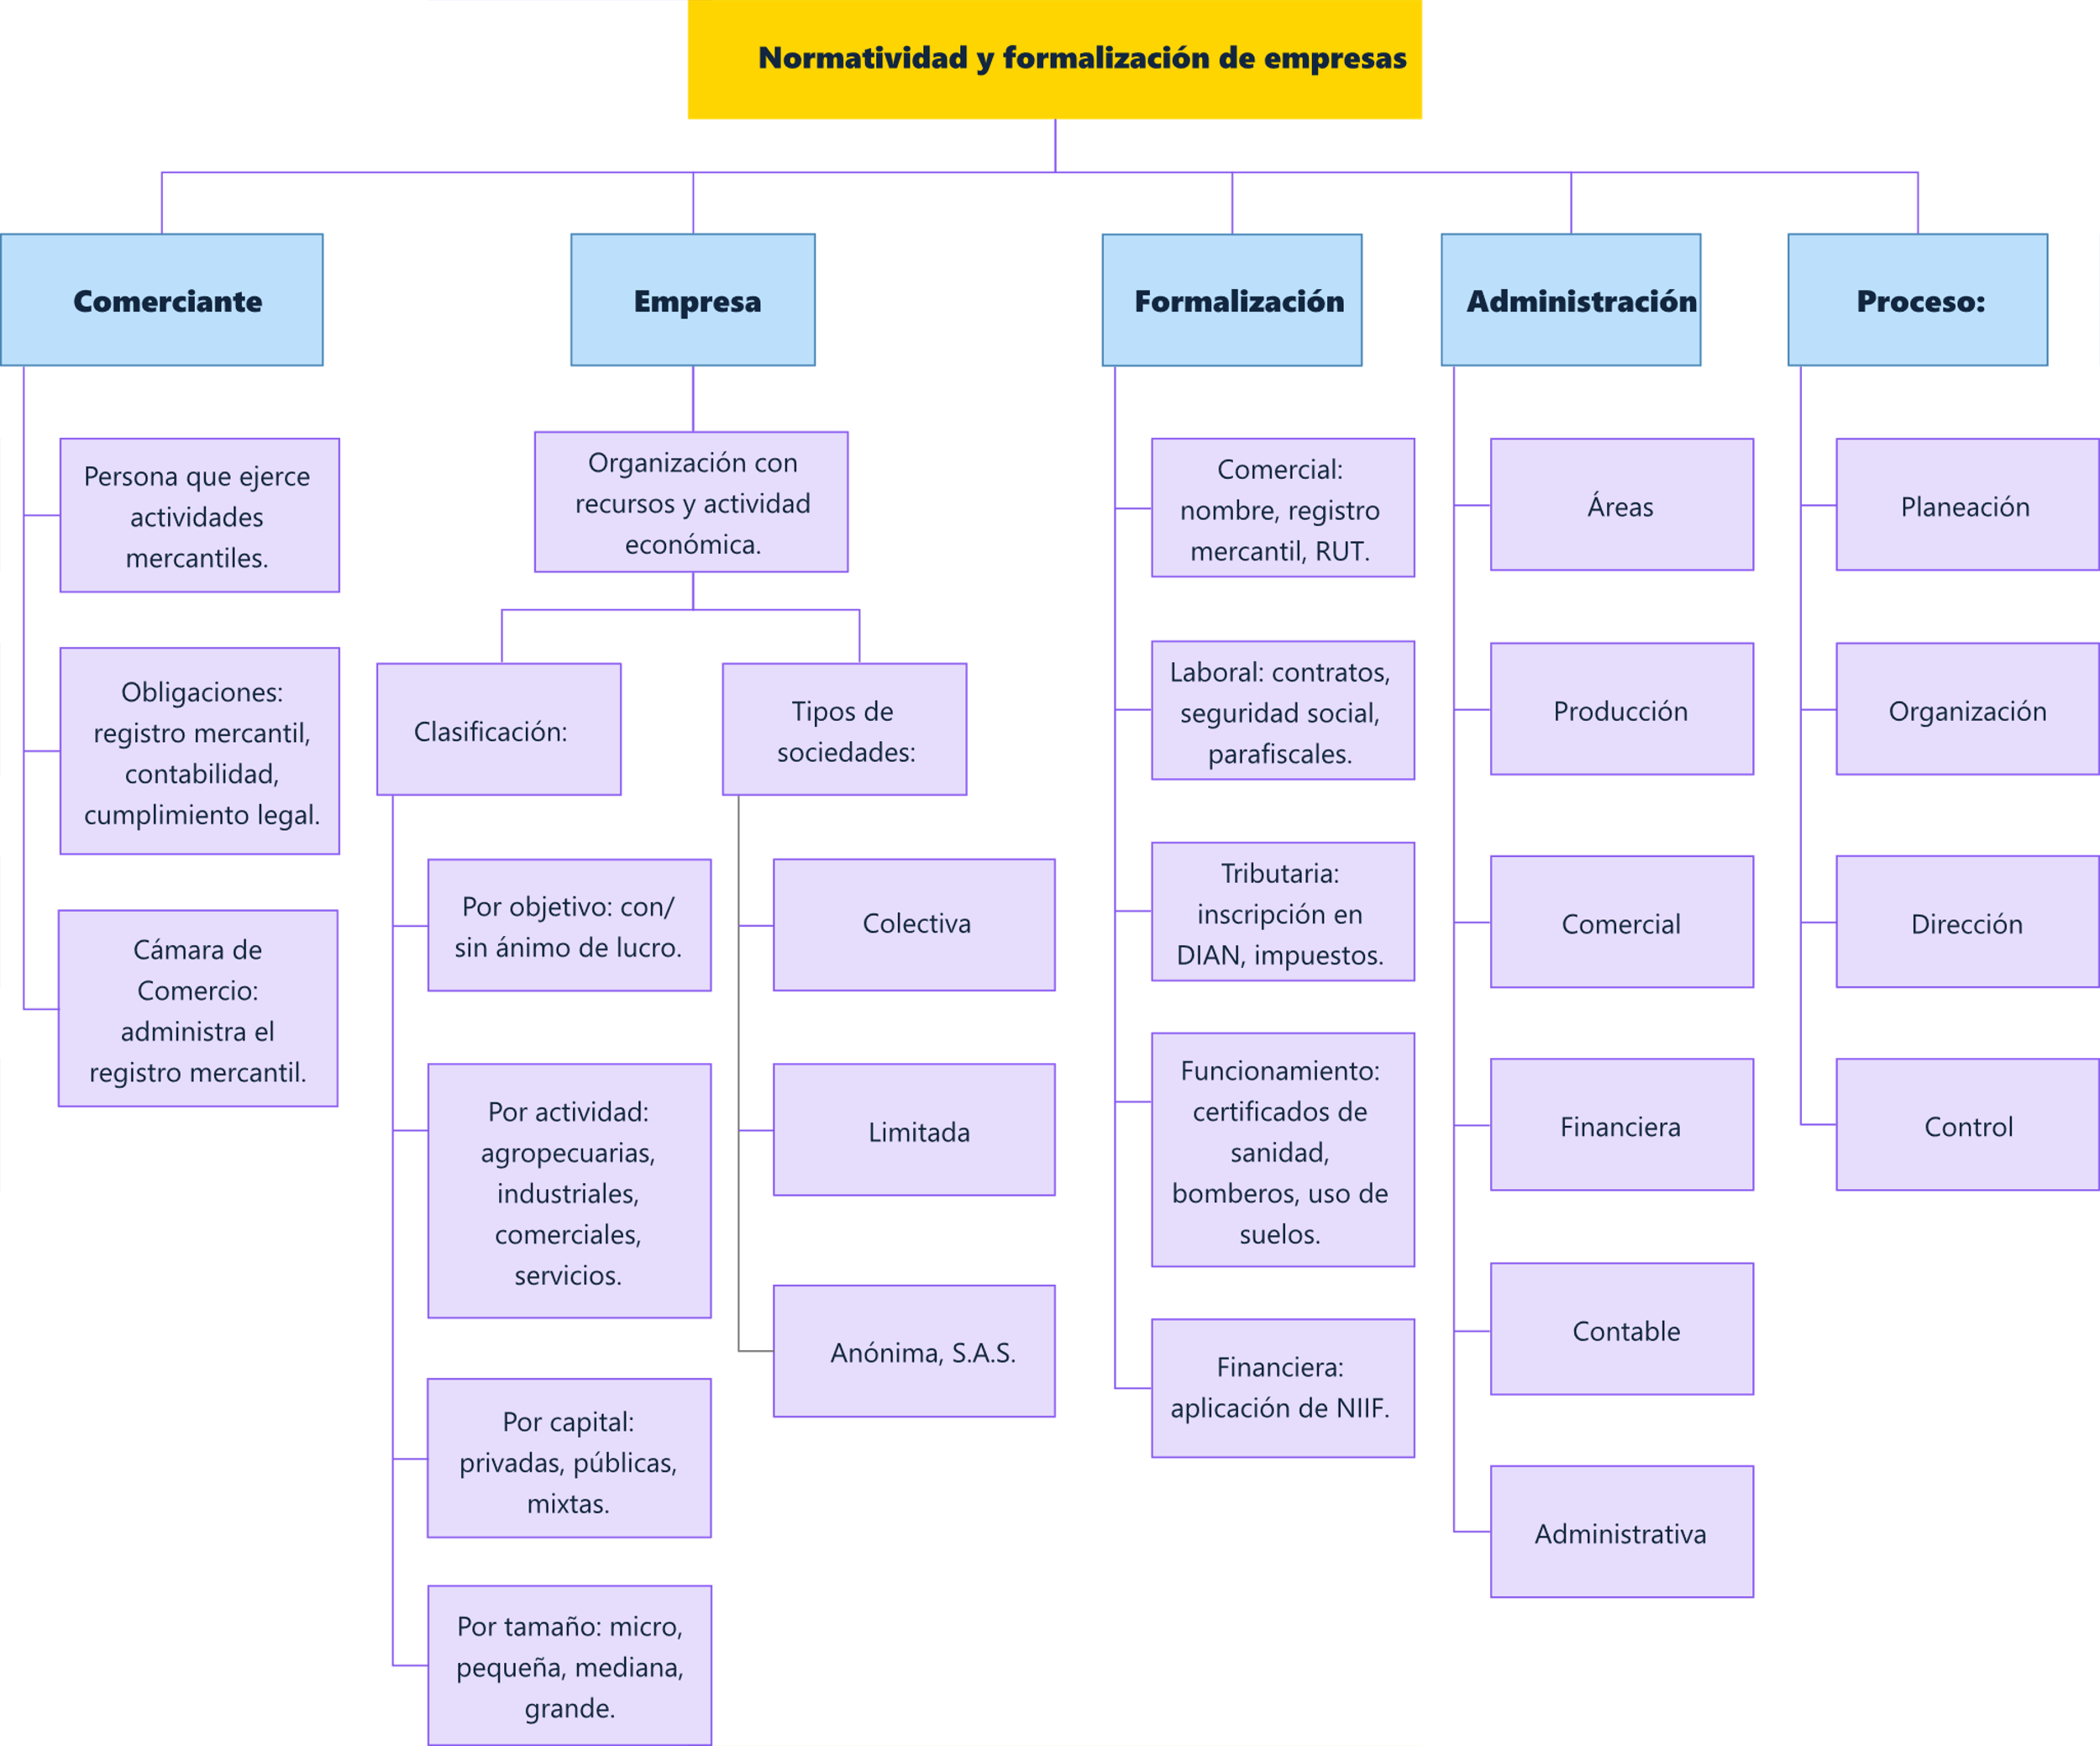 Normatividad y formalización de empresas
Comerciante
Persona que ejerce
actividades
mercantiles.
Obligaciones:
registro mercantil,
contabilidad,
cumplimiento legal.
Cámara de
Comercio:
administra el
registro mercantil.
Empresa
Organización con
recursos y actividad
económica.
Clasificación:
Por objetivo: con/
sin ánimo de lucro.
Por actividad:
agropecuarias,
industriales,
comerciales,
servicios.
Por capital:
privadas, públicas,
mixtas.
Por tamaño: micro,
pequeña, mediana,
grande.
Tipos de
sociedades:
Colectiva
Limitada
Anónima, S.A.S.
Formalización
Comercial:
nombre, registro
mercantil, RUT.
Laboral: contratos,
seguridad social,
parafiscales.
Tributaria:
inscripción en
DIAN, impuestos.
Funcionamiento:
certificados de
sanidad,
bomberos, uso de
suelos.
Financiera:
aplicación de NIIF.
Administración
Áreas
Producción
Comercial
Financiera
Contable
Administrativa
Proceso:
Planeación
Organización
Dirección
Control